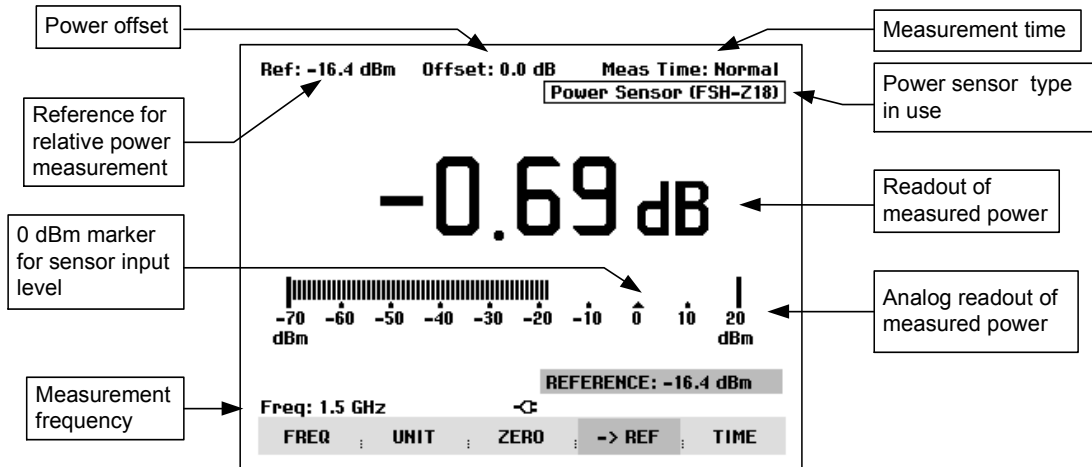 Power offset
Measurement time
Ref: -16.4 dBm Offset: 0.0 dB Meas Time: Normal
Power Sensor (FSH-Z18)
Power sensor type
in use
Reference for
relative power
measurement
-0.69 dB
Readout of
measured power
0 dBm marker
for sensor input
level
-70 -60 -50 -40 -30 -20 -10 0 10 20
dBm dBm
Analog readout of
measured power
REFERENCE: -16.4 dBm
Measurement
frequency
Freq: 1.5 GHz
FREQ UNIT ZERO -> REF TIME